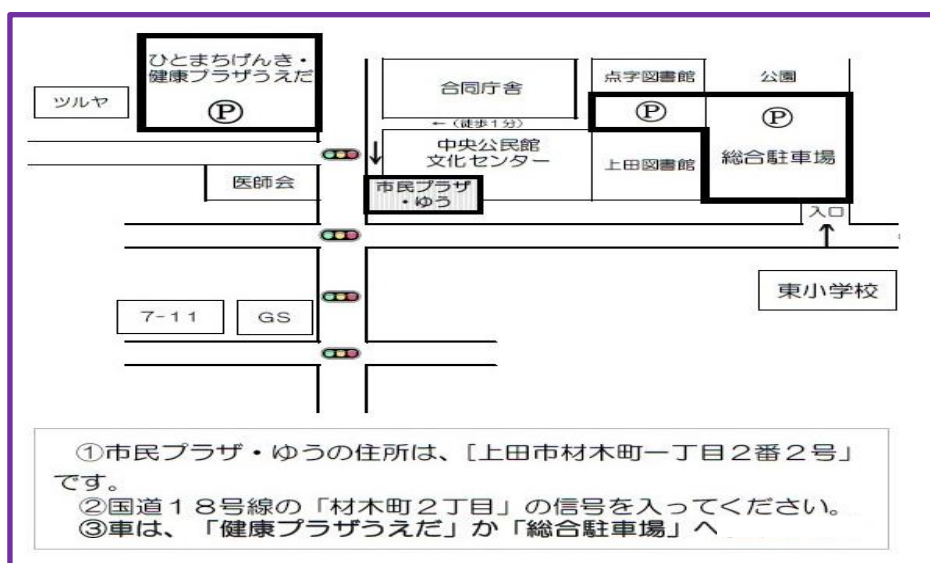 ひとまちげんき・
健康プラザうえだ
Ⓟ
ツルヤ
合同庁舎
点字図書館
公園
Ⓟ
Ⓟ
←(徒歩1分)
中央公民館
文化センター
上田図書館
総合駐車場
医師会
市民プラザ
・ゆう
入口
東小学校
7-11
GS
①市民プラザ・ゆうの住所は、[上田市材木町一丁目2番2号」
です。
②国道18号線の「材木町2丁目」の信号を入ってください。
③車は、「健康プラザうえだ」か「総合駐車場」へ